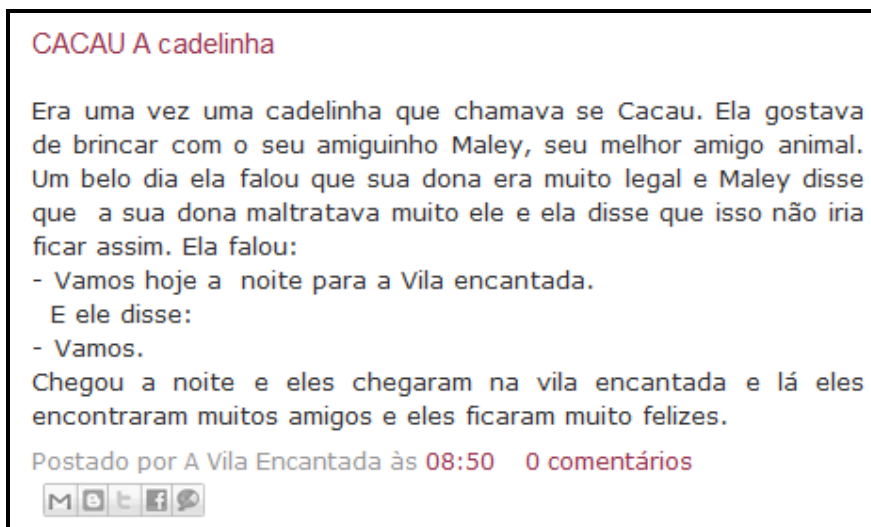 CACAU A cadelinha
Era uma vez uma cadelinha que chamava se Cacau. Ela gostava
de brincar com o seu amiguinho Maley, seu melhor amigo animal.
Um belo dia ela falou que sua dona era muito legal e Maley disse
que a sua dona maltratava muito ele e ela disse que isso não iria
ficar assim. Ela falou:
- Vamos hoje a noite para a Vila encantada.
E ele disse:
- Vamos.
Chegou a noite e eles chegaram na vila encantada e lá eles
encontraram muitos amigos e eles ficaram muito felizes.
Postado por A Vila Encantada às 08:50 0 comentários